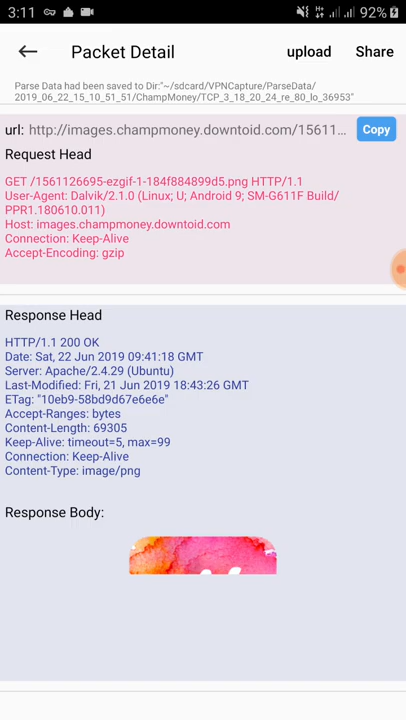 3:11
92%
Packet Detail
upload
Share
Parse Data had been saved to Dir:"~/sdcard/VPNCapture/ParseData/
2019_06_22_15_10_51_51/ChampMoney/TCP_3_18_20_24_re_80_lo_36953"
url: http://images.champmoney.downtoid.com/15611...
Copy
Request Head
GET /1561126695-ezgif-1-184f884899d5.png HTTP/1.1
User-Agent: Dalvik/2.1.0 (Linux; U; Android 9; SM-G611F Build/
PPR1.180610.011)
Host: images.champmoney.downtoid.com
Connection: Keep-Alive
Accept-Encoding: gzip
Response Head
HTTP/1.1 200 OK
Date: Sat, 22 Jun 2019 09:41:18 GMT
Server: Apache/2.4.29 (Ubuntu)
Last-Modified: Fri, 21 Jun 2019 18:43:26 GMT
ETag: "10eb9-58bd9d67e6e6e"
Accept-Ranges: bytes
Content-Length: 69305
Keep-Alive: timeout=5, max=99
Connection: Keep-Alive
Content-Type: image/png
Response Body: